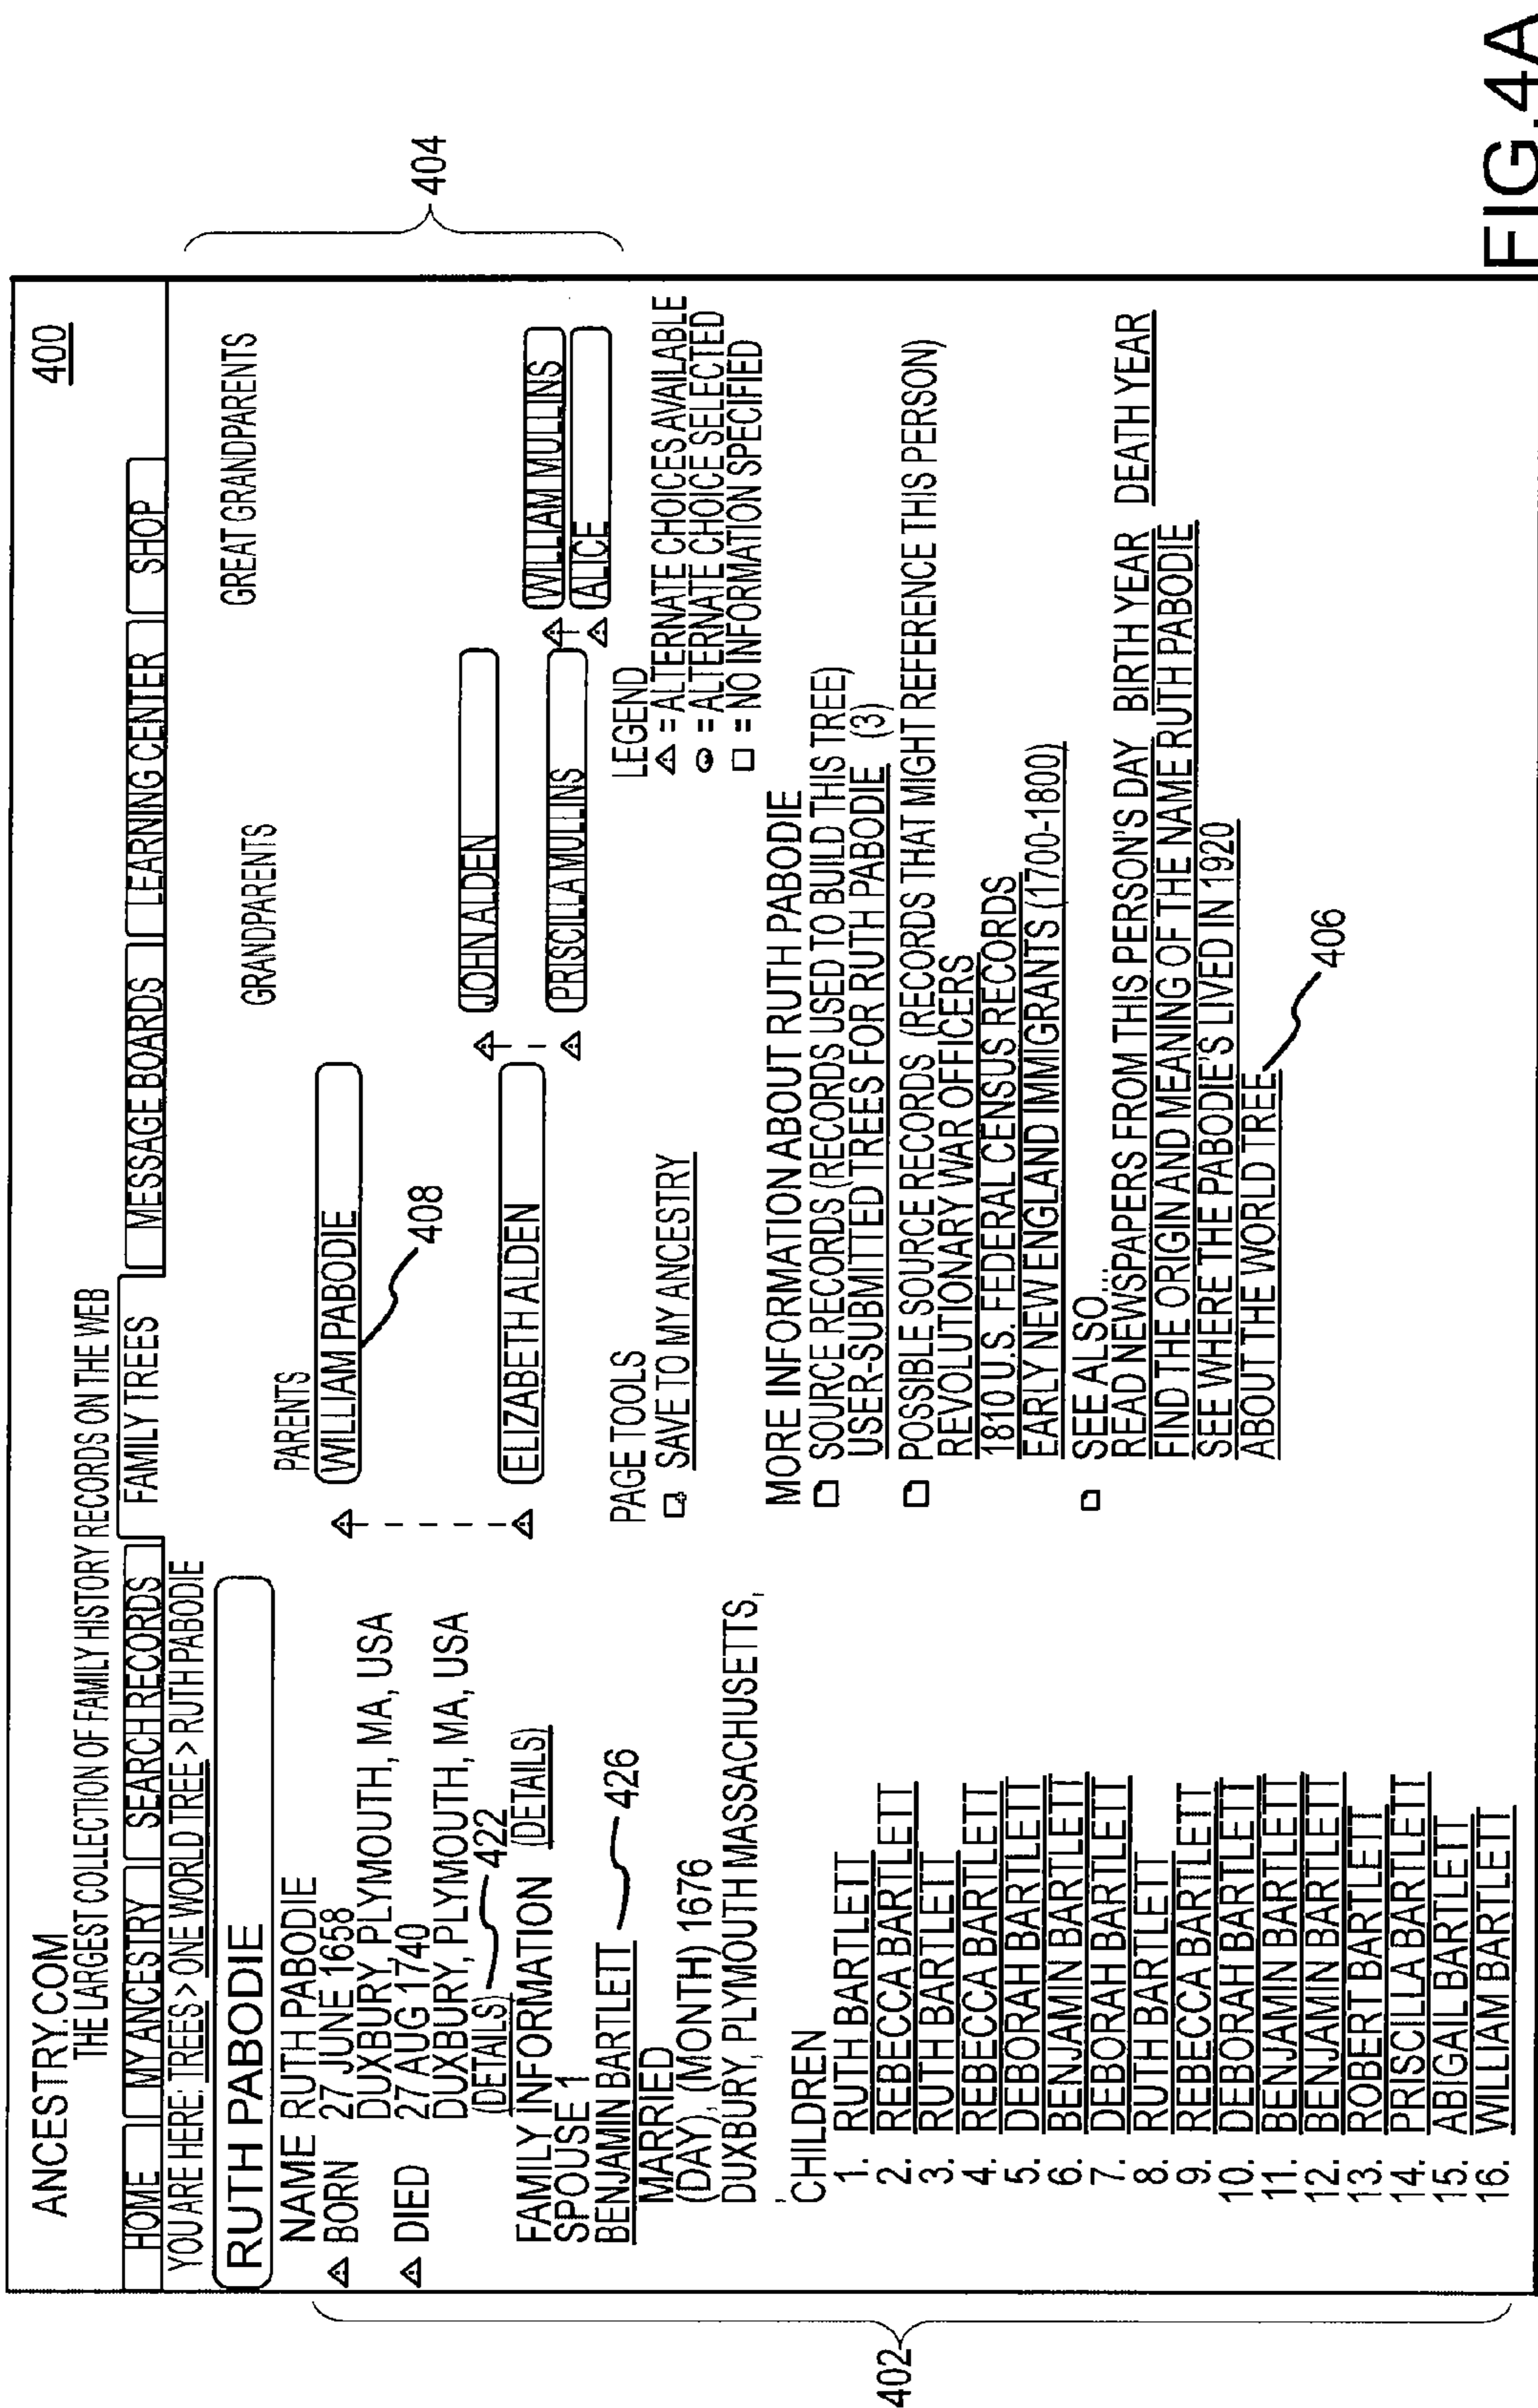 ANCESTRY.COM
THE LARGEST COLLECTION OF FAMILY HISTORY RECORDS ON THE WEB
400
HOME MY ANCESTRY SEARCH RECORDS FAMILY TREES MESSAGE BOARDS LEARNING CENTER SHOP
YOU ARE HERE: TREES > ONE WORLD TREE > RUTH PABODIE
RUTH PABODIE
NAME RUTH PABODIE
BORN 27 JUNE 1658
DUXBURY, PLYMOUTH, MA, USA
DIED 27 AUG 1740
DUXBURY, PLYMOUTH, MA, USA
(DETAILS) 422
FAMILY INFORMATION (DETAILS)
SPOUSE 1
BENJAMIN BARTLETT 426
MARRIED
(DAY), (MONTH) 1676
DUXBURY, PLYMOUTH MASSACHUSETTS,
CHILDREN
1. RUTH BARTLETT
2. REBECCA BARTLETT
3. RUTH BARTLETT
4. REBECCA BARTLETT
5. DEBORAH BARTLETT
6. BENJAMIN BARTLETT
7. DEBORAH BARTLETT
8. RUTH BARTLETT
9. REBECCA BARTLETT
10. DEBORAH BARTLETT
11. BENJAMIN BARTLETT
12. BENJAMIN BARTLETT
13. ROBERT BARTLETT
14. PRISCILLA BARTLETT
15. ABIGAIL BARTLETT
16. WILLIAM BARTLETT
402
PARENTS
WILLIAM PABODIE
408
ELIZABETH ALDEN
GRANDPARENTS
JOHN ALDEN
PRISCILLA MULLINS
GREAT GRANDPARENTS
WILLIAM MULLINS
ALICE
404
PAGE TOOLS
SAVE TO MY ANCESTRY
LEGEND
= ALTERNATE CHOICES AVAILABLE
= ALTERNATE CHOICE SELECTED
= NO INFORMATION SPECIFIED
MORE INFORMATION ABOUT RUTH PABODIE
SOURCE RECORDS (RECORDS USED TO BUILD THIS TREE)
USER-SUBMITTED TREES FOR RUTH PABODIE (3)
POSSIBLE SOURCE RECORDS (RECORDS THAT MIGHT REFERENCE THIS PERSON)
REVOLUTIONARY WAR OFFICERS
1810 U.S. FEDERAL CENSUS RECORDS
EARLY NEW ENGLAND IMMIGRANTS (1700-1800)
SEE ALSO...
READ NEWSPAPERS FROM THIS PERSON'S DAY BIRTH YEAR DEATH YEAR
FIND THE ORIGIN AND MEANING OF THE NAME RUTH PABODIE
SEE WHERE THE PABODIE'S LIVED IN 1920
ABOUT THE WORLD TREE
406
FIG.4A